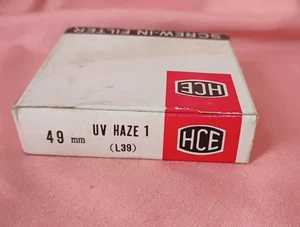 SCREW-IN FILTER
HCE
49 mm UV HAZE 1
(L39)
HCE